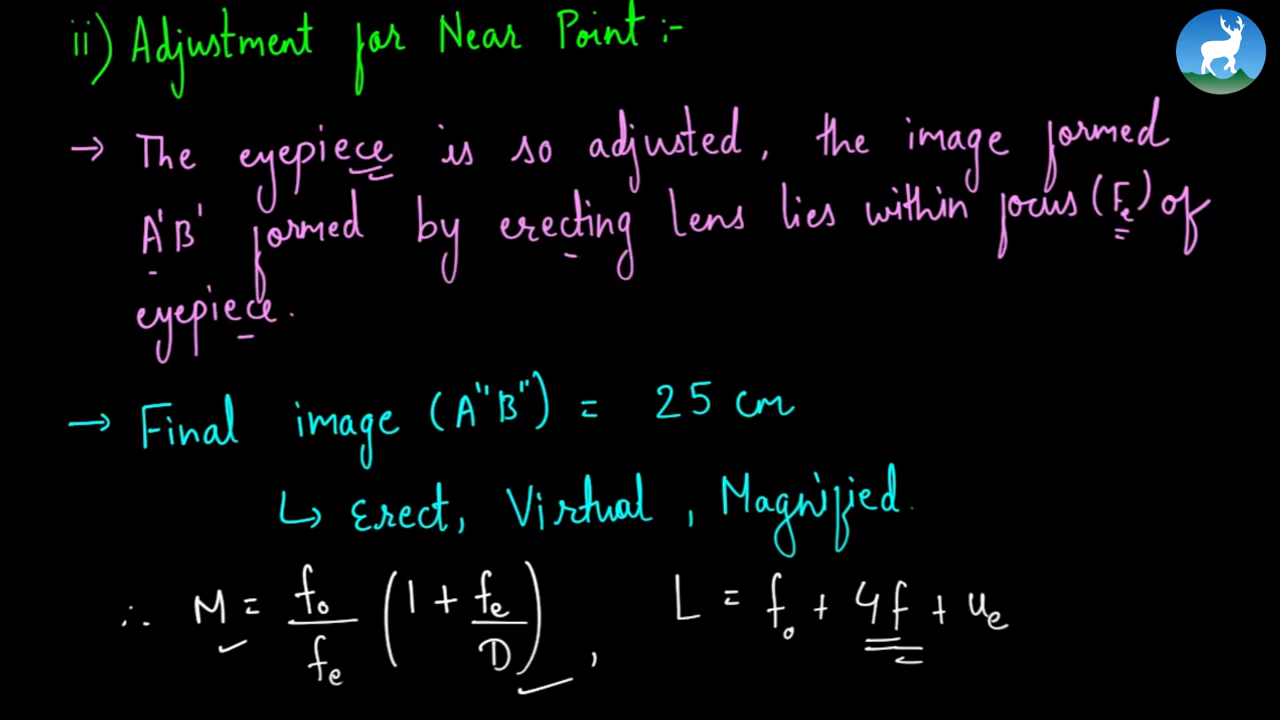 ii) Adjustment for Near Point :-
→ The eyepiece is so adjusted, the image formed
A'B' formed by erecting lens lies within focus (Fe) of
eyepiece.
→ Final image (A"B") = 25 cm
↳ Erect, Virtual, Magnified.
∴ M = fo/fe (1 + fe/D), L = fo + 4f + ue